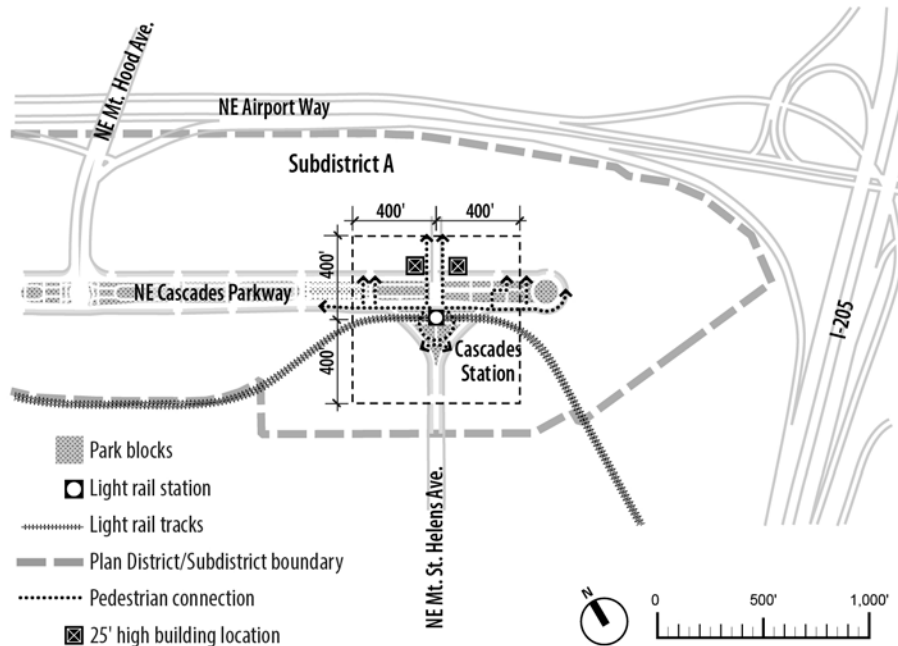 NE Mt. Hood Ave.
NE Airport Way
Subdistrict A
400'
400'
400'
NE Cascades Parkway
400'
Cascades
Station
I-205
NE Mt. St. Helens Ave.
Park blocks
Light rail station
Light rail tracks
Plan District/Subdistrict boundary
Pedestrian connection
25' high building location
N
0
500'
1,000'